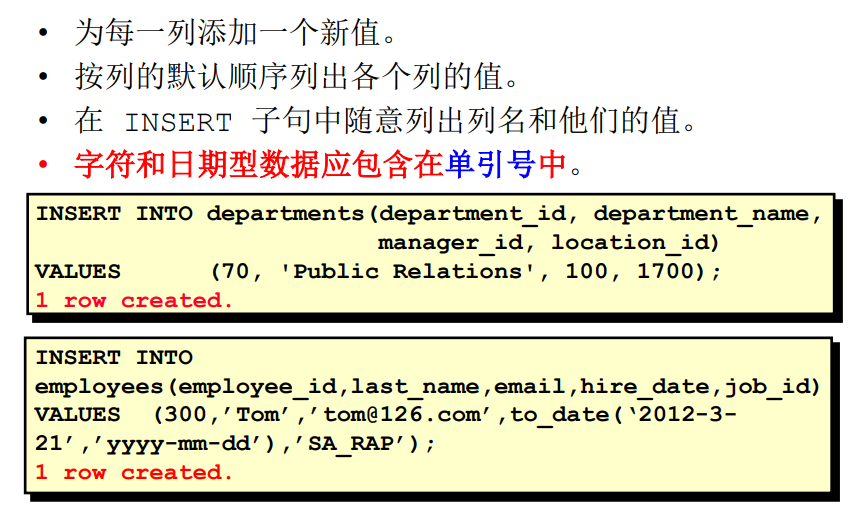 • 为每一列添加一个新值。
• 按列的默认顺序列出各个列的值。
• 在 INSERT 子句中随意列出列名和他们的值。
• 字符和日期型数据应包含在单引号中。
INSERT INTO departments(department_id, department_name,
manager_id, location_id)
VALUES (70, 'Public Relations', 100, 1700);
1 row created.
INSERT INTO
employees(employee_id,last_name,email,hire_date,job_id)
VALUES (300,’Tom’,’tom@126.com’,to_date(‘2012-3-
21’,’yyyy-mm-dd’),’SA_RAP’);
1 row created.